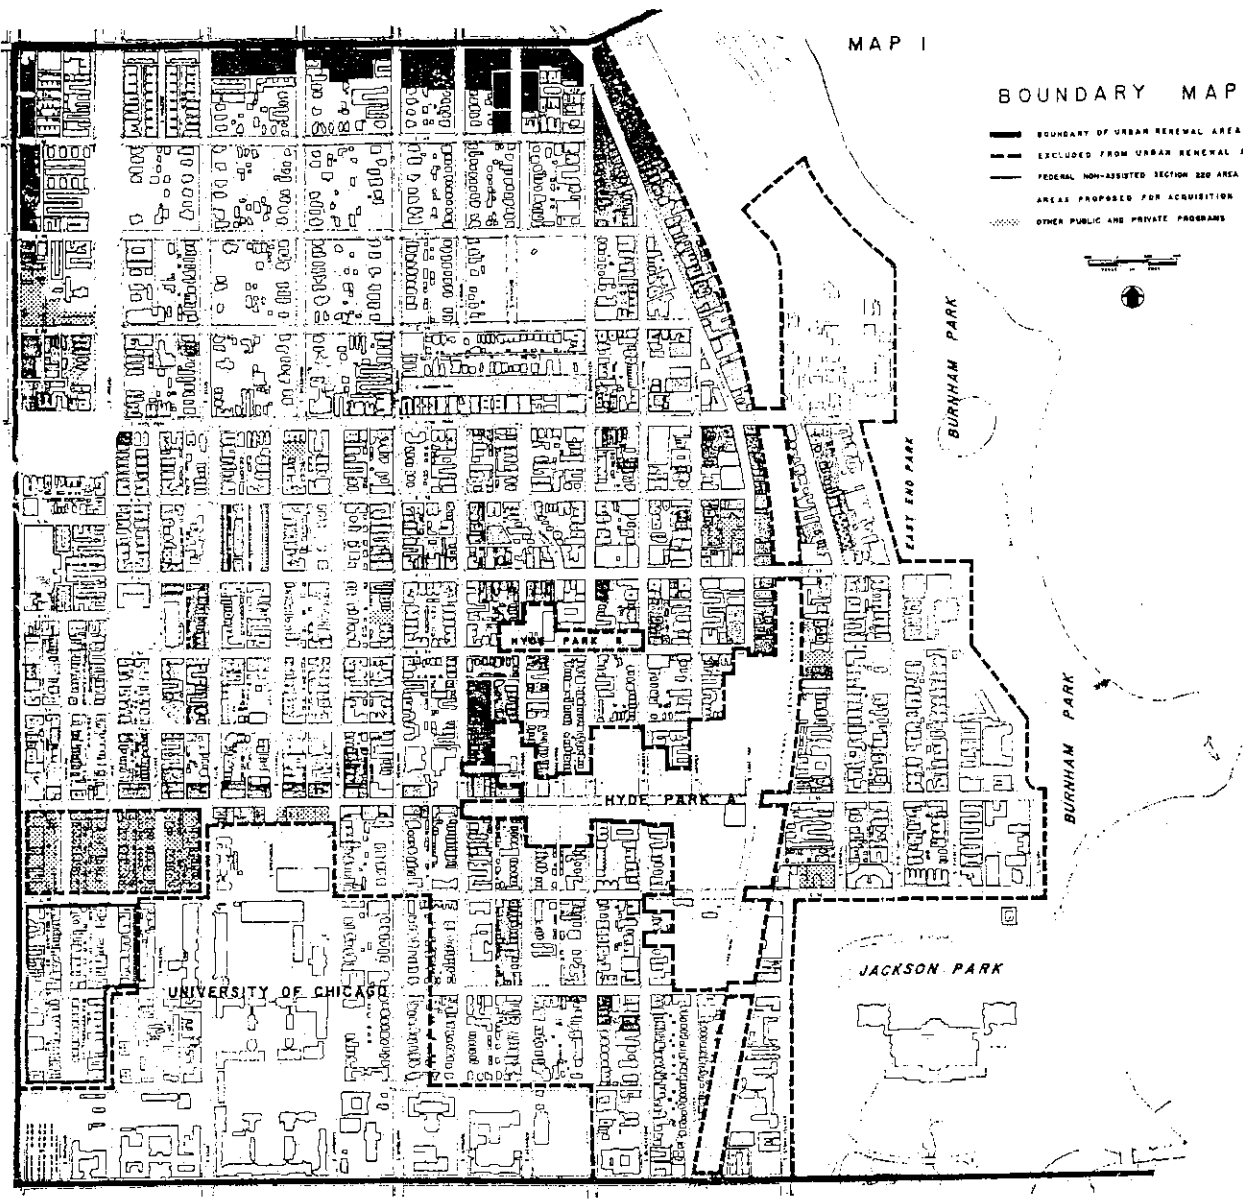 MAP I
BOUNDARY MAP
BOUNDARY OF URBAN RENEWAL AREA
EXCLUDED FROM URBAN RENEWAL
FEDERAL NON-ASSISTED SECTION 220 AREA
AREAS PROPOSED FOR ACQUISITION
OTHER PUBLIC AND PRIVATE PROGRAMS
BURNHAM PARK
EAST END PARK
HYDE PARK B
BURNHAM PARK
HYDE PARK A
JACKSON PARK
UNIVERSITY OF CHICAGO